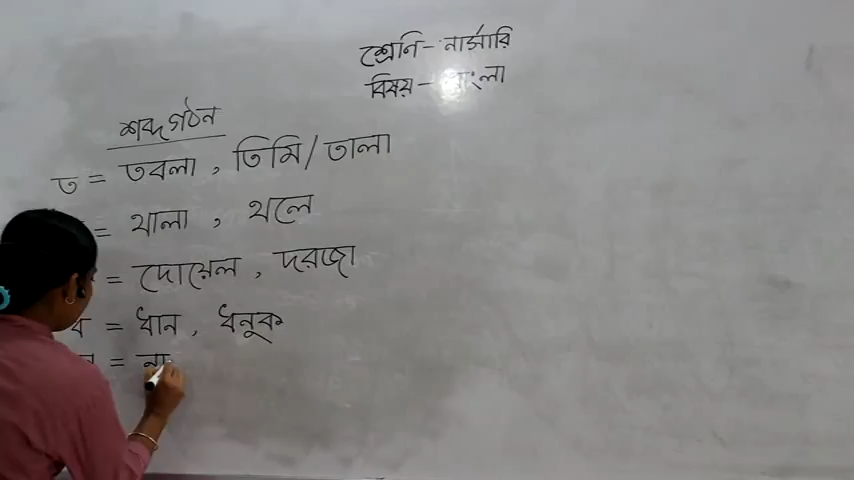 শ্রেনি- নার্সারি
বিষয় - বাংলা
শব্দগঠন
ত = তবলা , তিমি / তালা
= থালা , থলে
= দোয়েল , দরজা
ধ = ধান , ধনুক
ন = না